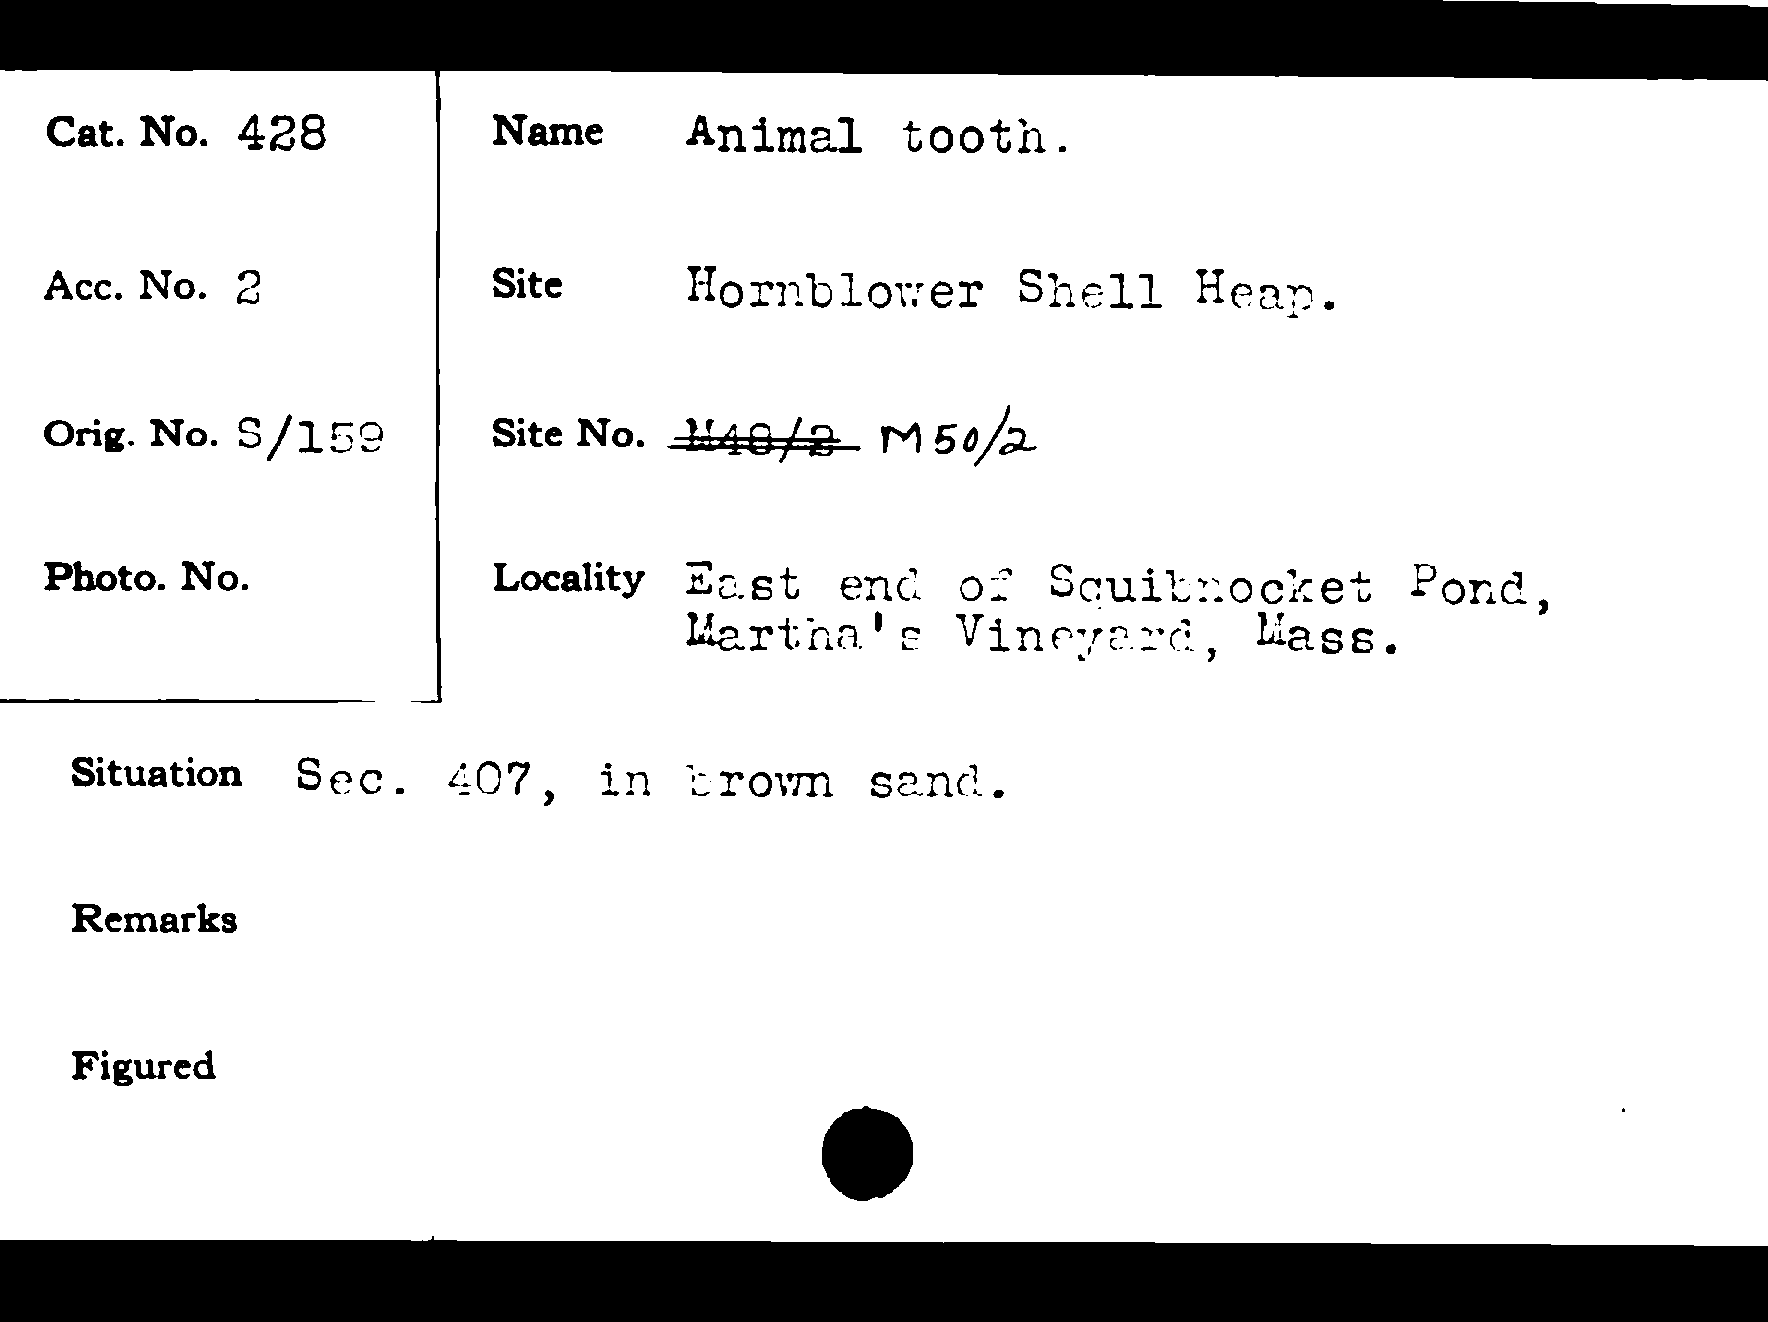 Cat. No. 428
Name Animal tooth.
Acc. No. 2
Site Hornblower Shell Heap.
Orig. No. S/159
Site No. M48/2 M50/2
Photo. No.
Locality East end of Squibnocket Pond,
Martha's Vineyard, Mass.
Situation Sec. 407, in brown sand.
Remarks
Figured